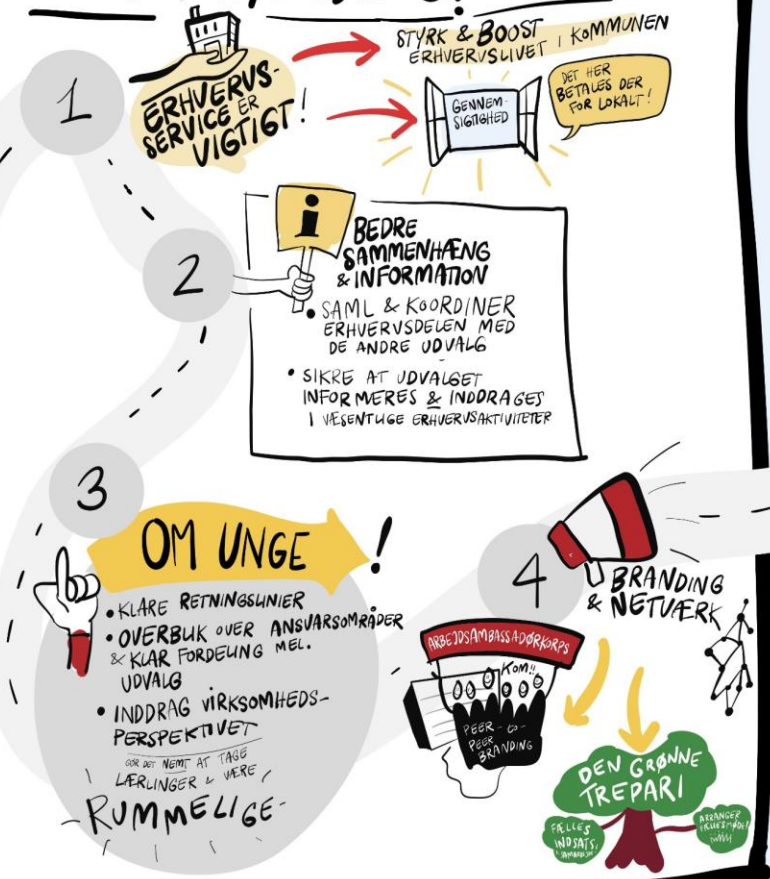 1
ERHVERVS-
SERVICE ER
VIGTIGT!
STYRK & BOOST
ERHVERVSLIVET I KOMMUNEN
GENNEM-
SIGTIGHED
DET HER
BETALES DER
FOR LOKALT!
2
i
BEDRE
SAMMENHÆNG
& INFORMATION
• SAML & KOORDINER
ERHVERVSDELEN MED
DE ANDRE UDVALG
• SIKRE AT UDVALGET
INFORMERES & INDDRAGES
I VÆSENTLIGE ERHVERVSAKTIVITETER
3
OM UNGE!
• KLARE RETNINGSLINIER
• OVERBLIK OVER ANSVARSOMRÅDER
& KLAR FORDELING MEL.
UDVALG
• INDDRAG VIRKSOMHEDS-
PERSPEKTIVET
GØR DET NEMT AT TAGE
LÆRLINGER & VÆRE
RUMMELIGE
4
BRANDING
& NETVÆRK
ARBEJDSAMBASSADØRKORPS
KOM!!
PEER-TO-
PEER
BRANDING
DEN GRØNNE
TREPARI
FÆLLES
INDSATS
ARRANGER